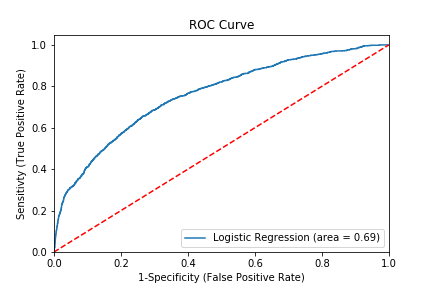 ROC Curve
Sensitivty (True Positive Rate)
1.0
0.8
0.6
0.4
0.2
0.0
0.0 0.2 0.4 0.6 0.8 1.0
Logistic Regression (area = 0.69)
1-Specificity (False Positive Rate)